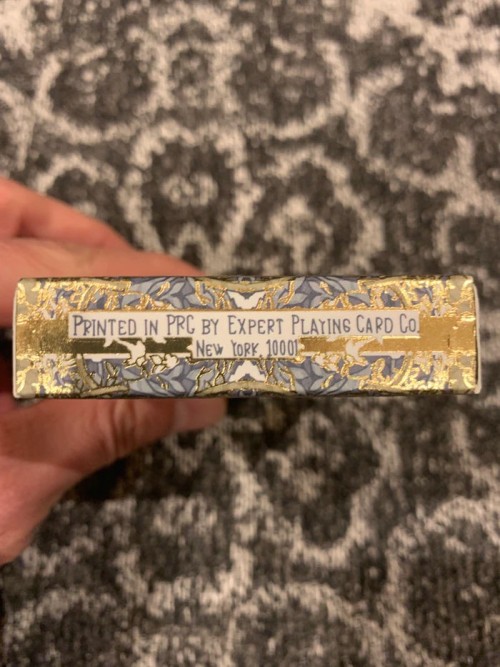 PRINTED IN PRC BY EXPERT PLAYING CARD CO.
NEW YORK, 10001